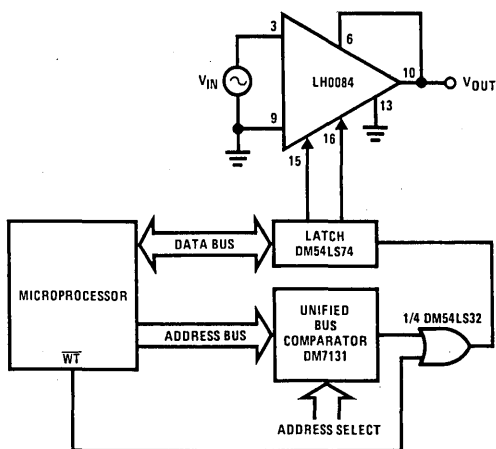 3
6
V_IN
LH0084
10
V_OUT
13
9
16
15
DATA BUS
LATCH
DM54LS74
MICROPROCESSOR
ADDRESS BUS
UNIFIED
BUS
COMPARATOR
DM7131
1/4 DM54LS32
W̅T̅
ADDRESS SELECT